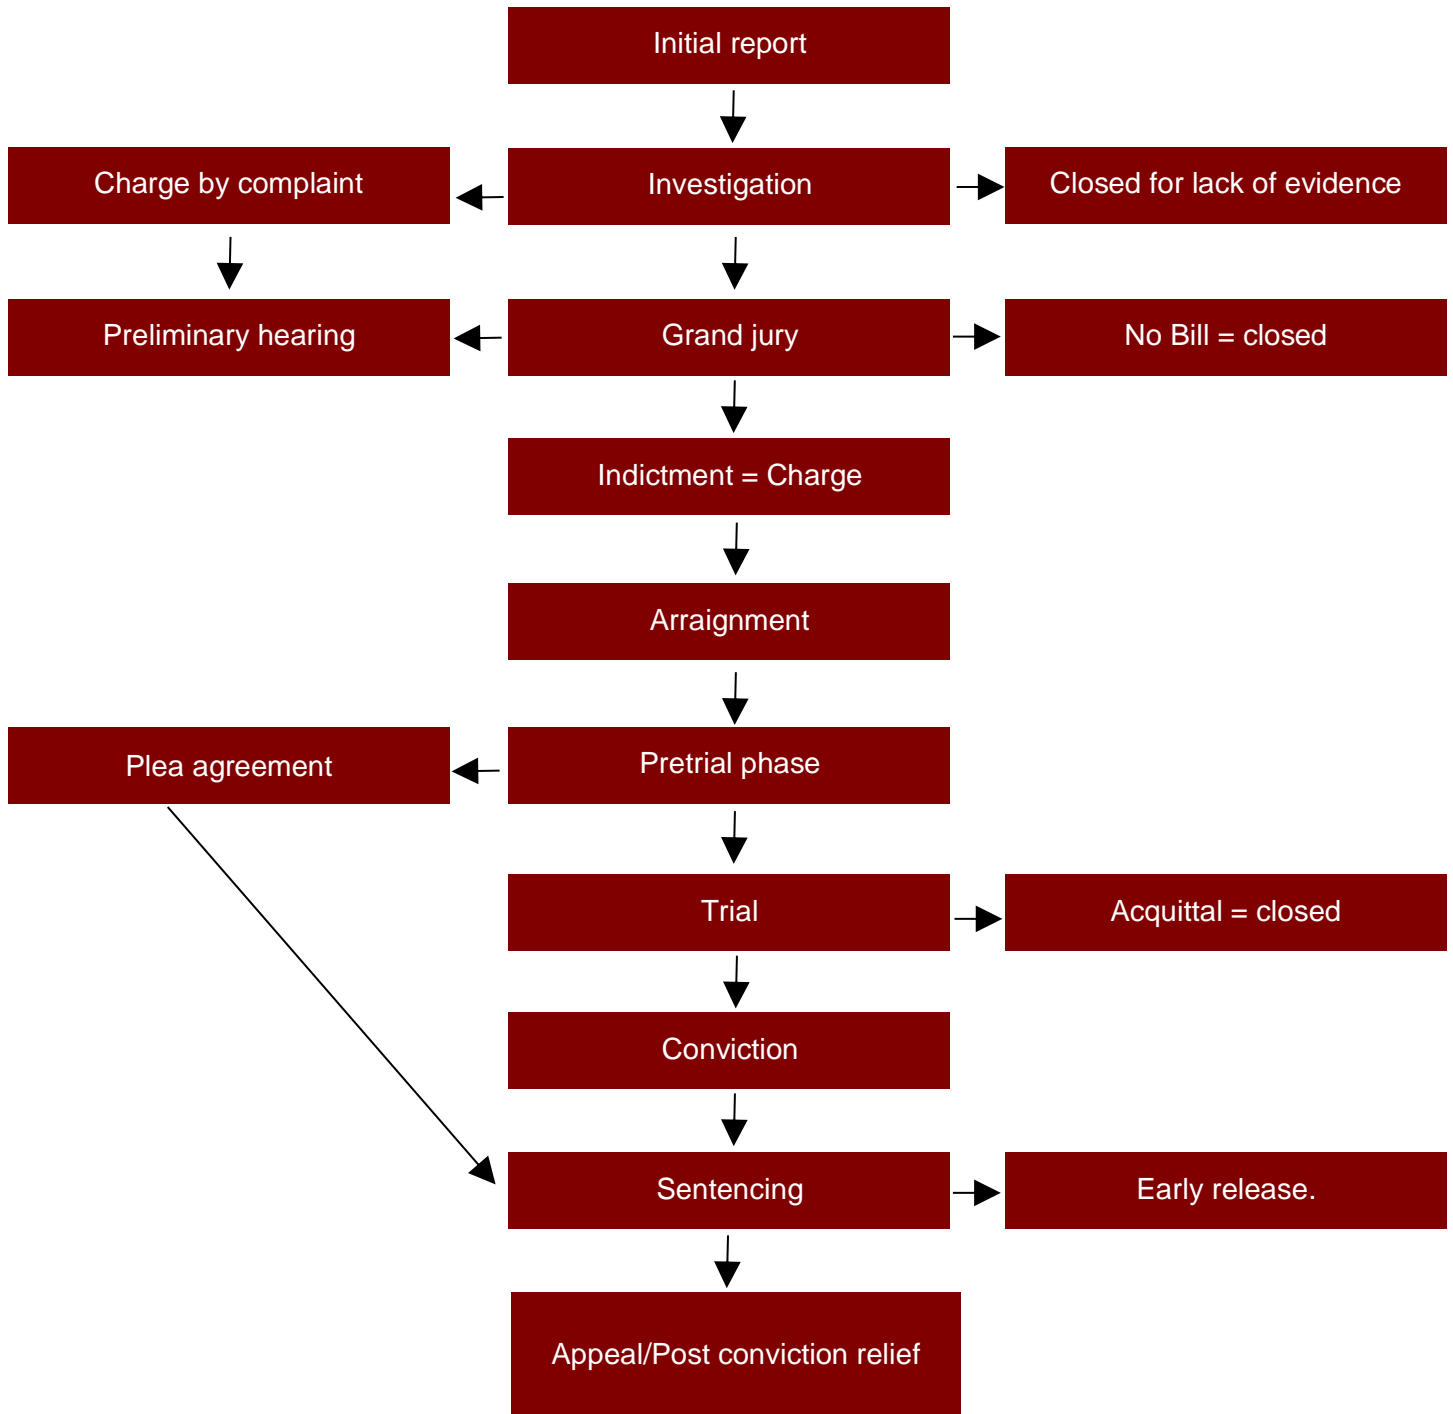 Initial report
Charge by complaint
Investigation
Closed for lack of evidence
Preliminary hearing
Grand jury
No Bill = closed
Indictment = Charge
Arraignment
Plea agreement
Pretrial phase
Trial
Acquittal = closed
Conviction
Sentencing
Early release.
Appeal/Post conviction relief